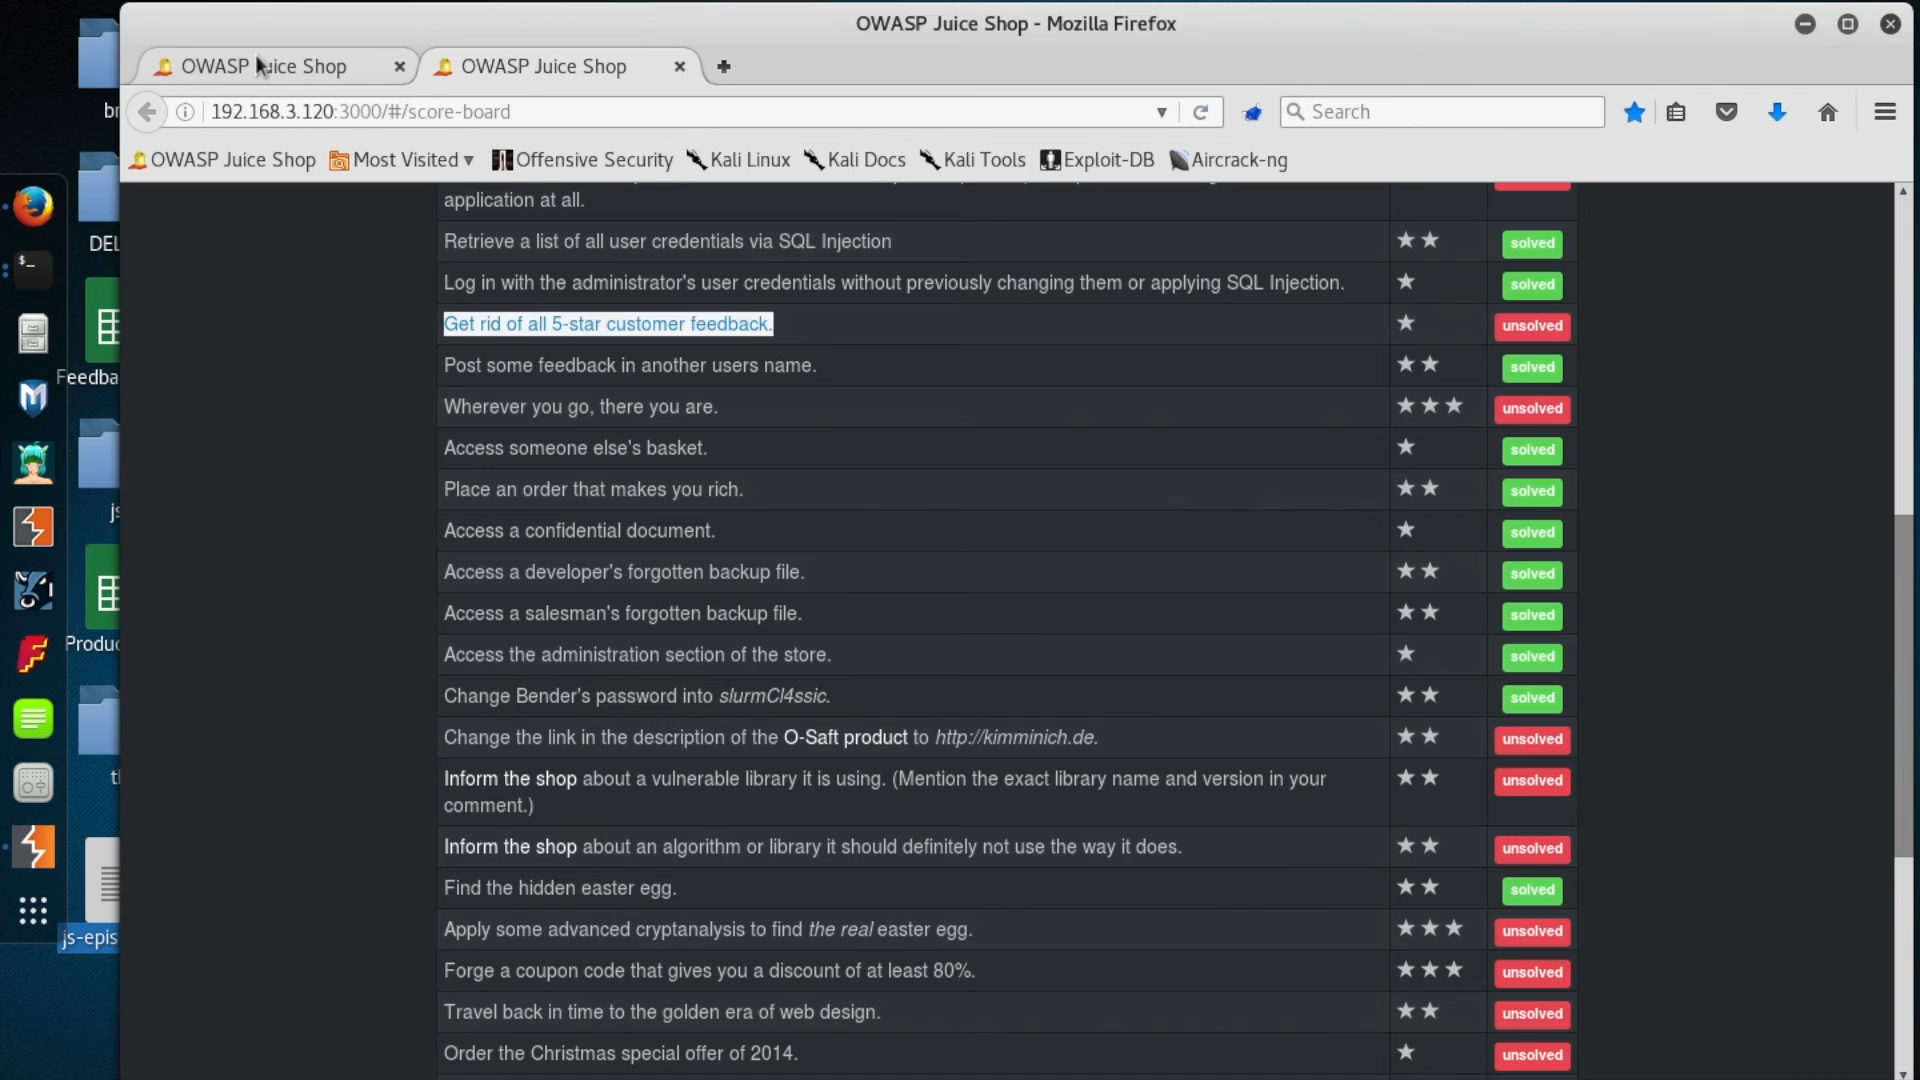 OWASP Juice Shop - Mozilla Firefox
OWASP Juice Shop
OWASP Juice Shop
192.168.3.120:3000/#/score-board
Search
OWASP Juice Shop
Most Visited
Offensive Security
Kali Linux
Kali Docs
Kali Tools
Exploit-DB
Aircrack-ng
br
DEL
Feedba
js
Produc
js-epis
application at all.
Retrieve a list of all user credentials via SQL Injection solved
Log in with the administrator's user credentials without previously changing them or applying SQL Injection. solved
Get rid of all 5-star customer feedback. unsolved
Post some feedback in another users name. solved
Wherever you go, there you are. unsolved
Access someone else's basket. solved
Place an order that makes you rich. solved
Access a confidential document. solved
Access a developer's forgotten backup file. solved
Access a salesman's forgotten backup file. solved
Access the administration section of the store. solved
Change Bender's password into slurmCl4ssic. solved
Change the link in the description of the O-Saft product to http://kimminich.de. unsolved
Inform the shop about a vulnerable library it is using. (Mention the exact library name and version in your unsolved
comment.)
Inform the shop about an algorithm or library it should definitely not use the way it does. unsolved
Find the hidden easter egg. solved
Apply some advanced cryptanalysis to find the real easter egg. unsolved
Forge a coupon code that gives you a discount of at least 80%. unsolved
Travel back in time to the golden era of web design. unsolved
Order the Christmas special offer of 2014. unsolved